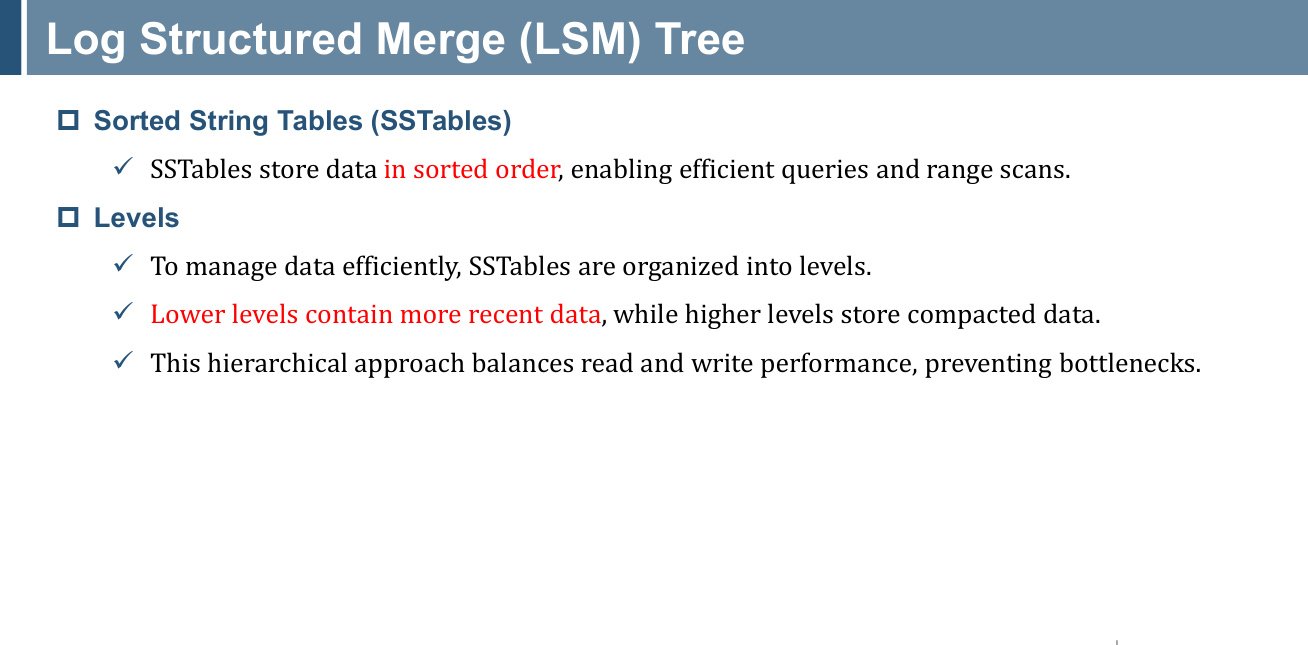 Log Structured Merge (LSM) Tree
Sorted String Tables (SSTables)
SSTables store data in sorted order, enabling efficient queries and range scans.
Levels
To manage data efficiently, SSTables are organized into levels.
Lower levels contain more recent data, while higher levels store compacted data.
This hierarchical approach balances read and write performance, preventing bottlenecks.